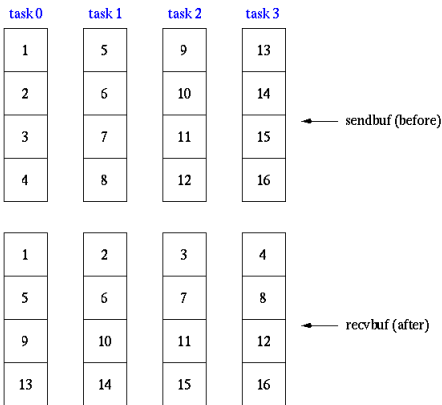 task 0 task 1 task 2 task 3
1 5 9 13
2 6 10 14
sendbuf (before)
3 7 11 15
4 8 12 16
1 2 3 4
5 6 7 8
recvbuf (after)
9 10 11 12
13 14 15 16